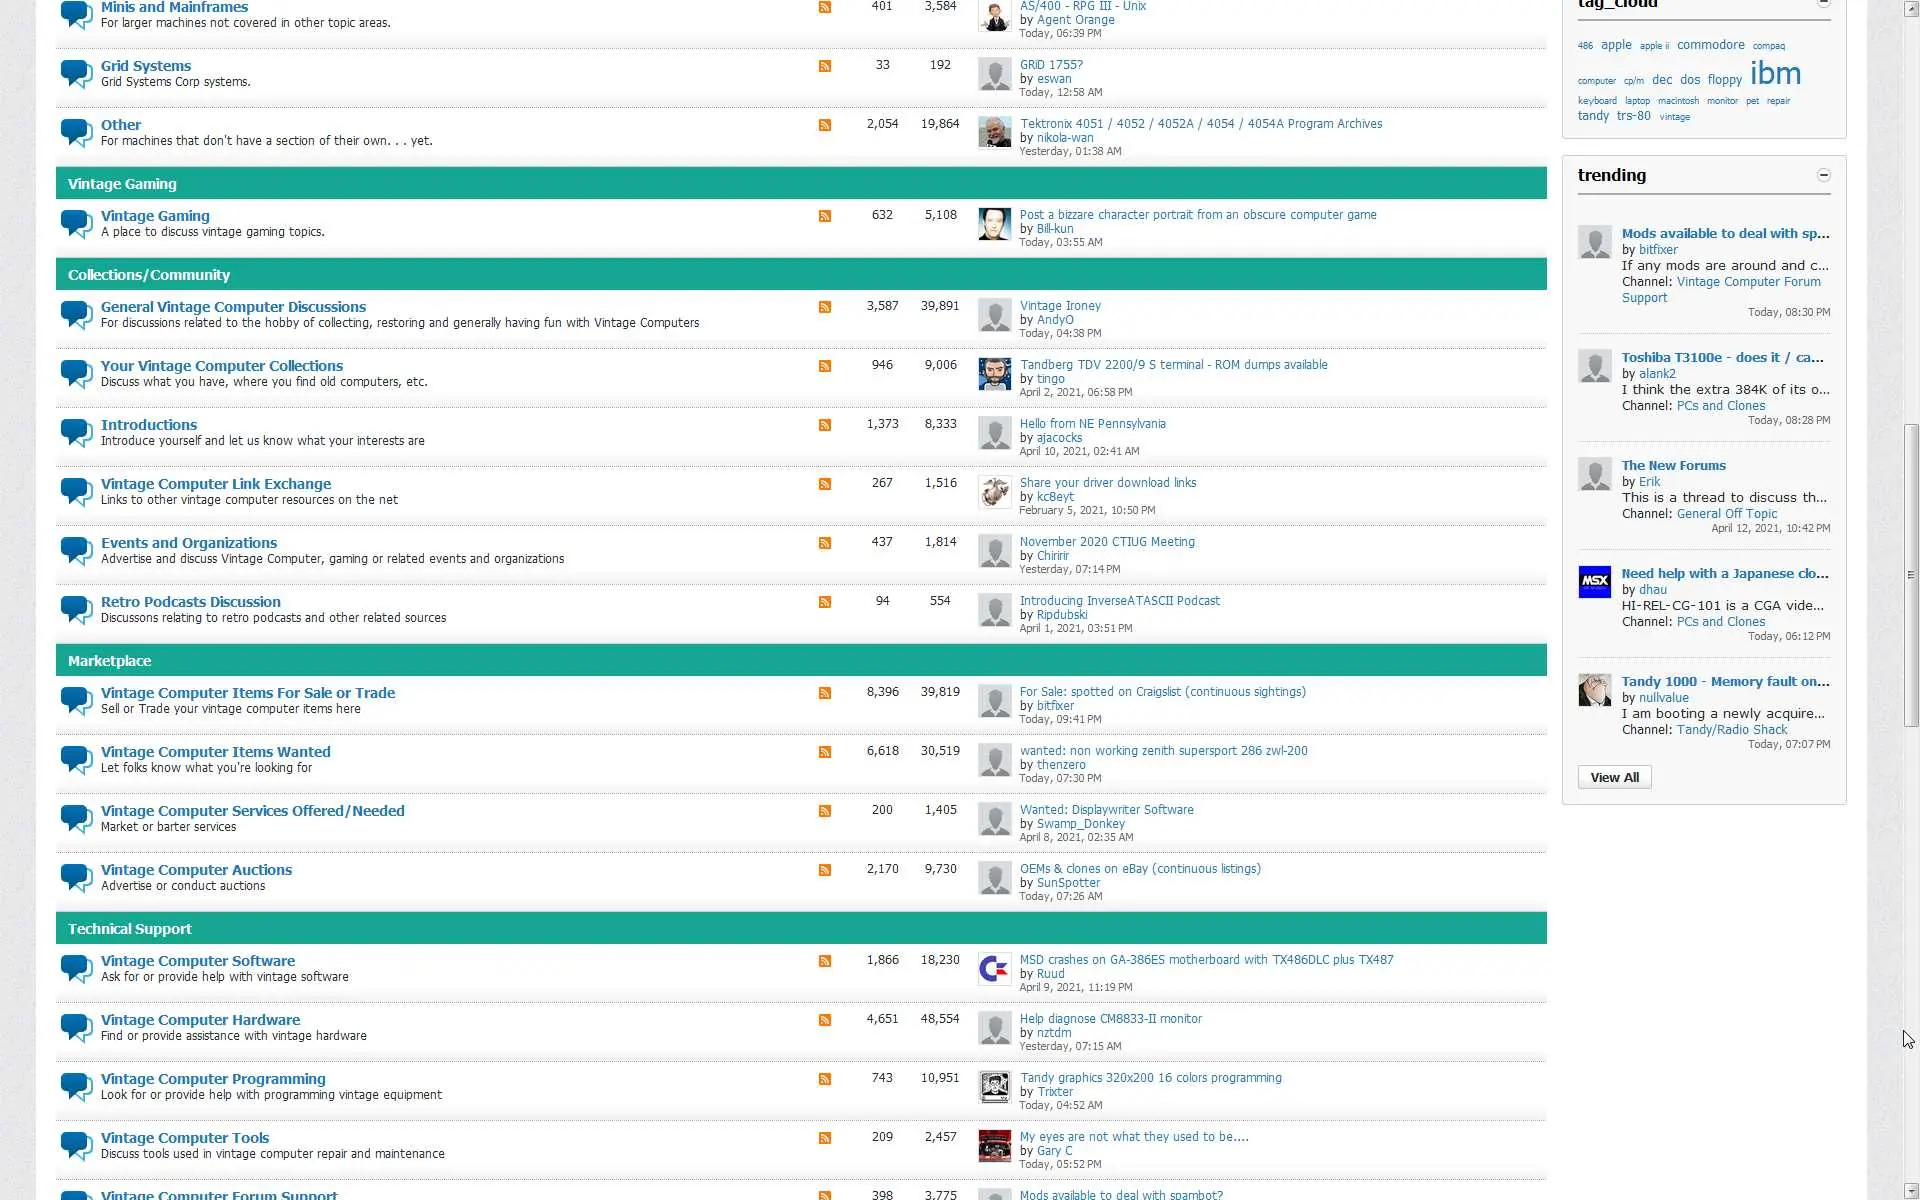 Minis and Mainframes
For larger machines not covered in other topic areas.
401 3,584
AS/400 - RPG III - Unix
by Agent Orange
Today, 06:39 PM
Grid Systems
Grid Systems Corp systems.
33 192
GRiD 1755?
by eswan
Today, 12:58 AM
Other
For machines that don't have a section of their own. . . yet.
2,054 19,864
Tektronix 4051 / 4052 / 4052A / 4054 / 4054A Program Archives
by nikola-wan
Yesterday, 01:38 AM
Vintage Gaming
Vintage Gaming
A place to discuss vintage gaming topics.
632 5,108
Post a bizzare character portrait from an obscure computer game
by Bill-kun
Today, 03:55 AM
Collections/Community
General Vintage Computer Discussions
For discussions related to the hobby of collecting, restoring and generally having fun with Vintage Computers
3,587 39,891
Vintage Ironey
by AndyO
Today, 04:38 PM
Your Vintage Computer Collections
Discuss what you have, where you find old computers, etc.
946 9,006
Tandberg TDV 2200/9 S terminal - ROM dumps available
by tingo
April 2, 2021, 06:58 PM
Introductions
Introduce yourself and let us know what your interests are
1,373 8,333
Hello from NE Pennsylvania
by ajacocks
April 10, 2021, 02:41 AM
Vintage Computer Link Exchange
Links to other vintage computer resources on the net
267 1,516
Share your driver download links
by kc8eyt
February 5, 2021, 10:50 PM
Events and Organizations
Advertise and discuss Vintage Computer, gaming or related events and organizations
437 1,814
November 2020 CTIUG Meeting
by Chiririr
Yesterday, 07:14 PM
Retro Podcasts Discussion
Discussons relating to retro podcasts and other related sources
94 554
Introducing InverseATASCII Podcast
by Ripdubski
April 1, 2021, 03:51 PM
Marketplace
Vintage Computer Items For Sale or Trade
Sell or Trade your vintage computer items here
8,396 39,819
For Sale: spotted on Craigslist (continuous sightings)
by bitfixer
Today, 09:41 PM
Vintage Computer Items Wanted
Let folks know what you're looking for
6,618 30,519
wanted: non working zenith supersport 286 zwl-200
by thenzero
Today, 07:30 PM
Vintage Computer Services Offered/Needed
Market or barter services
200 1,405
Wanted: Displaywriter Software
by Swamp_Donkey
April 8, 2021, 02:35 AM
Vintage Computer Auctions
Advertise or conduct auctions
2,170 9,730
OEMs & clones on eBay (continuous listings)
by SunSpotter
Today, 07:26 AM
Technical Support
Vintage Computer Software
Ask for or provide help with vintage software
1,866 18,230
MSD crashes on GA-386ES motherboard with TX486DLC plus TX487
by Ruud
April 9, 2021, 11:19 PM
Vintage Computer Hardware
Find or provide assistance with vintage hardware
4,651 48,554
Help diagnose CM8833-II monitor
by nztdm
Yesterday, 07:15 AM
Vintage Computer Programming
Look for or provide help with programming vintage equipment
743 10,951
Tandy graphics 320x200 16 colors programming
by Trixter
Today, 04:52 AM
Vintage Computer Tools
Discuss tools used in vintage computer repair and maintenance
209 2,457
My eyes are not what they used to be....
by Gary C
Today, 05:52 PM
Vintage Computer Forum Support
398 3,775
Mods available to deal with spambot?
tag_cloud
486 apple apple ii commodore compaq
computer cp/m dec dos floppy ibm
keyboard laptop macintosh monitor pet repair
tandy trs-80 vintage
trending
Mods available to deal with sp...
by bitfixer
If any mods are around and c...
Channel: Vintage Computer Forum
Support
Today, 08:30 PM
Toshiba T3100e - does it / ca...
by alank2
I think the extra 384K of its o...
Channel: PCs and Clones
Today, 08:28 PM
The New Forums
by Erik
This is a thread to discuss th...
Channel: General Off Topic
April 12, 2021, 10:42 PM
MSX
Need help with a Japanese clo...
by dhau
HI-REL-CG-101 is a CGA vide...
Channel: PCs and Clones
Today, 06:12 PM
Tandy 1000 - Memory fault on...
by nullvalue
I am booting a newly acquire...
Channel: Tandy/Radio Shack
Today, 07:07 PM
View All